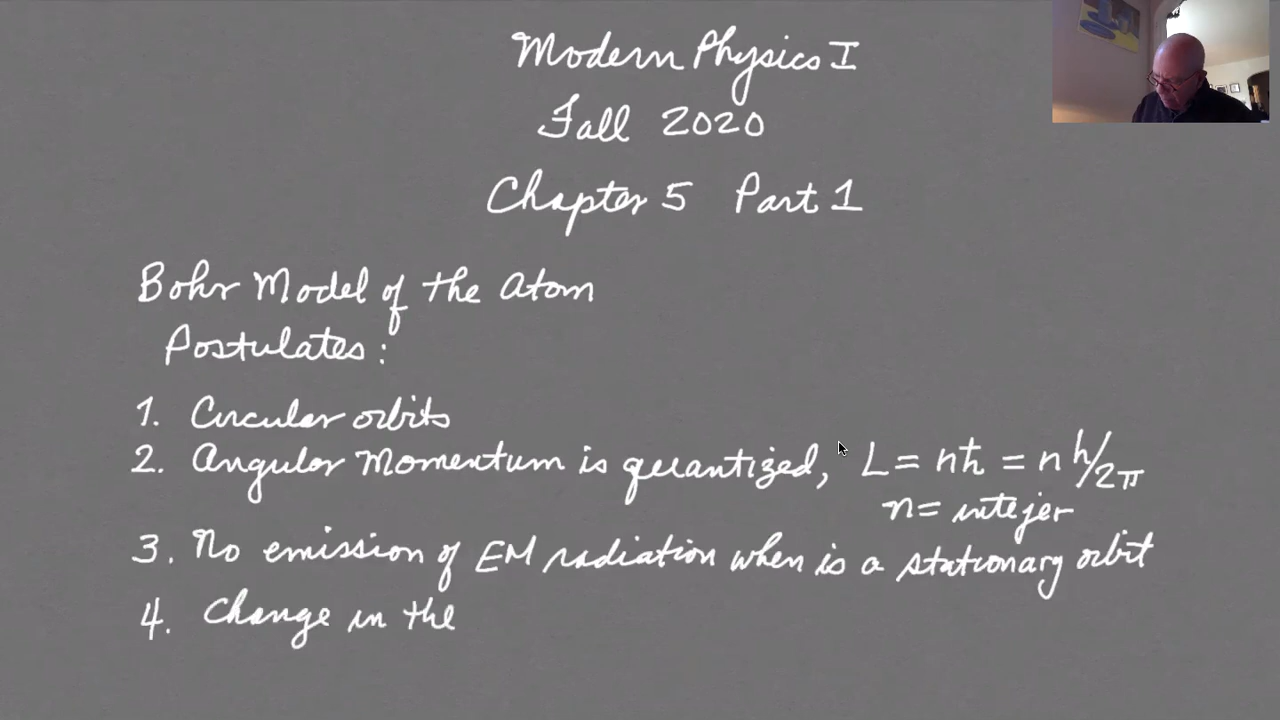 Modern Physics I
Fall 2020
Chapter 5 Part 1
Bohr Model of the Atom
Postulates:
1. Circular orbits
2. Angular Momentum is quantized, L = nħ = n h/2π
n = integer
3. No emission of EM radiation when is a stationary orbit
4. Change in the